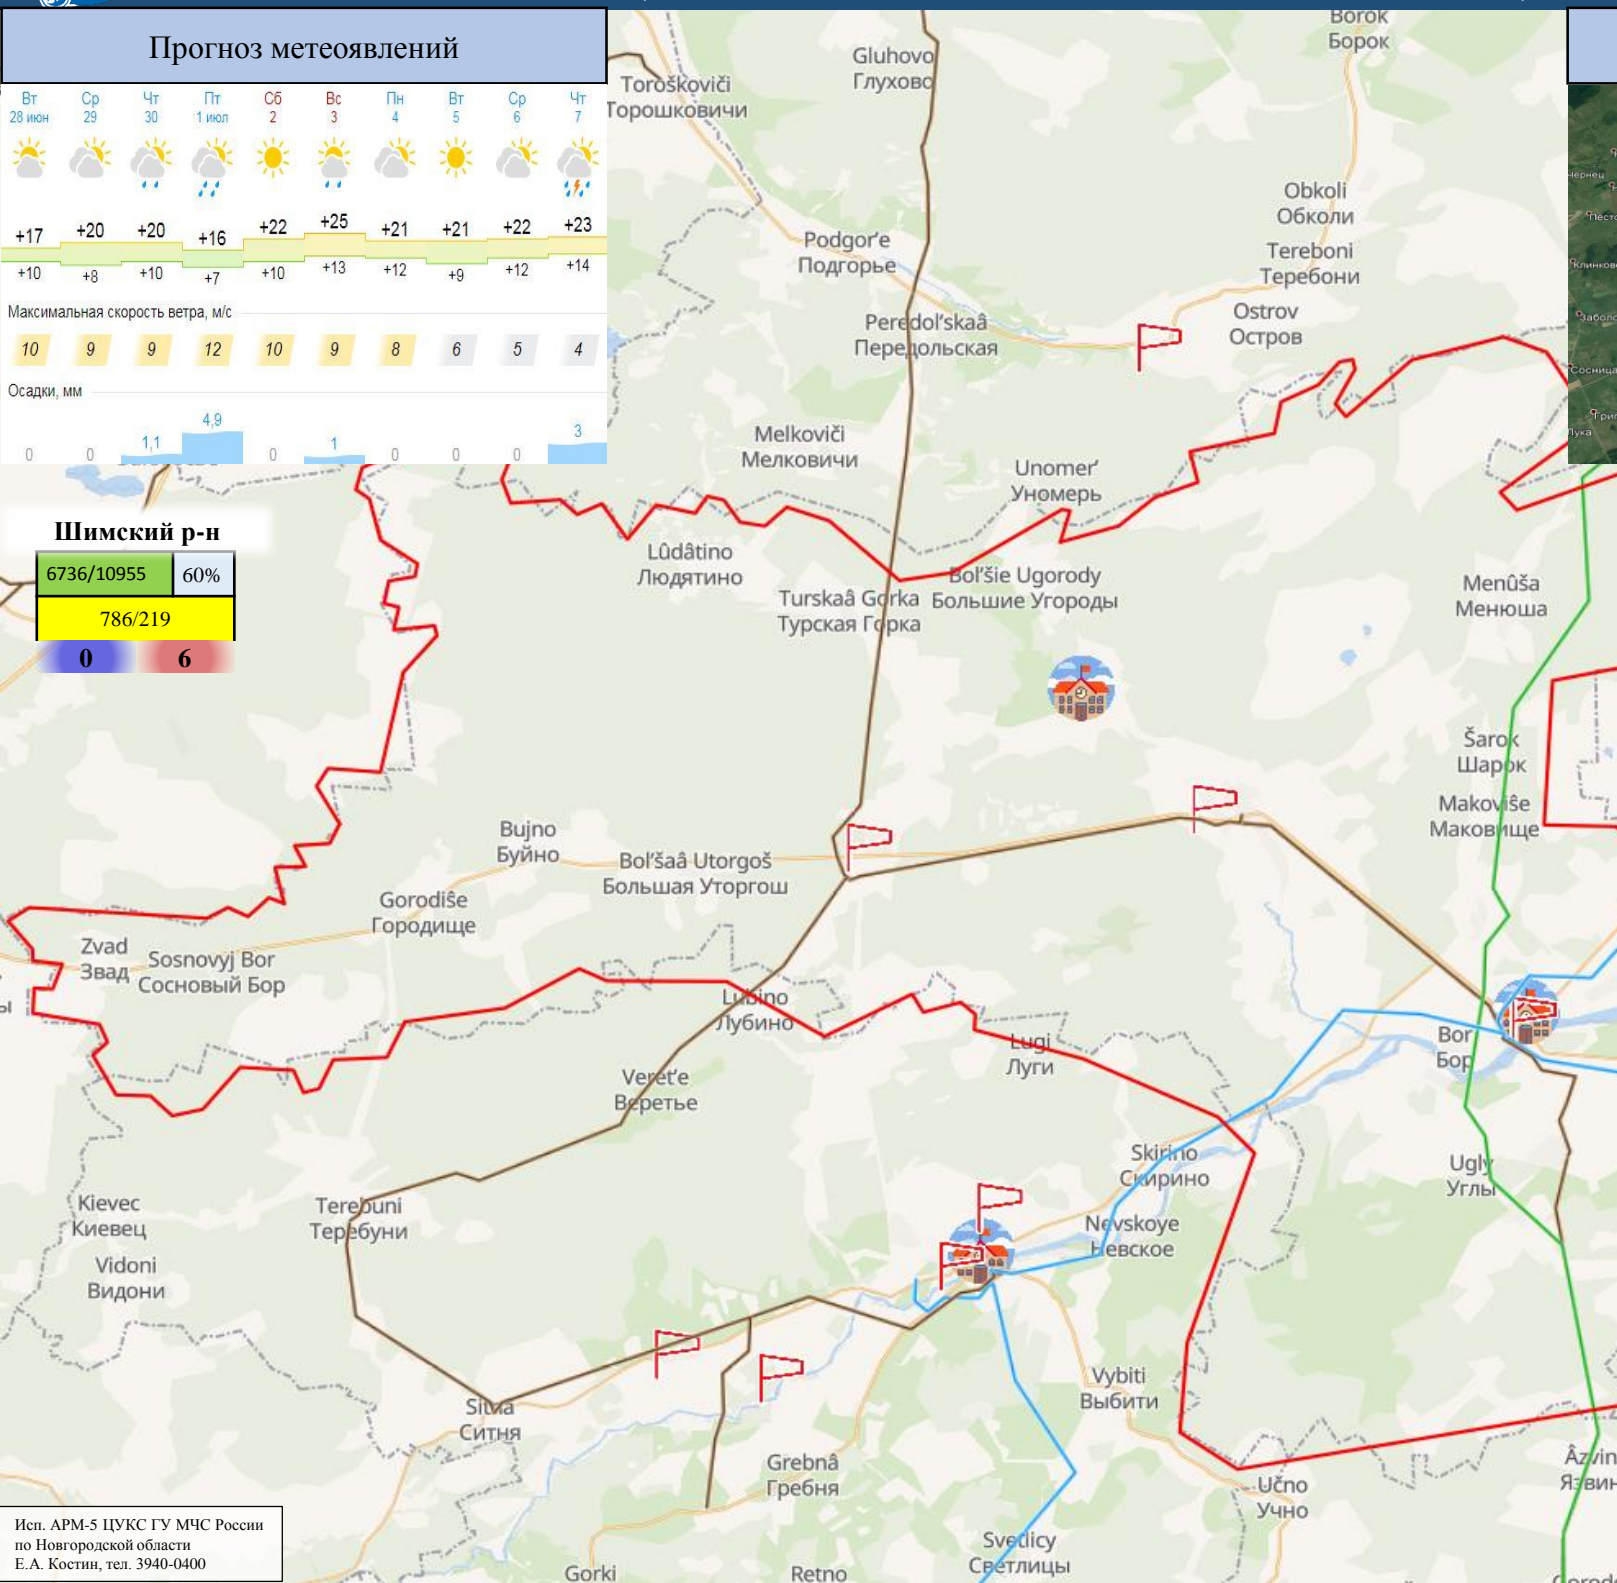 Прогноз метеоявлений
Вт Ср Чт Пт Сб Вс Пн Вт Ср Чт
28 июн 29 30 1 июл 2 3 4 5 6 7
+17 +20 +20 +16 +22 +25 +21 +21 +22 +23
+10 +8 +10 +7 +10 +13 +12 +9 +12 +14
Максимальная скорость ветра, м/с
10 9 9 12 10 9 8 6 5 4
Осадки, мм
0 0 1,1 4,9 0 1 0 0 0 3
Шимский р-н
6736/10955 60%
786/219
0 6
Borok
Борок
Gluhovo
Глухово
Toroškoviči
Торошковичи
Obkoli
Обколи
Podgor'e
Подгорье
Tereboni
Теребони
Ostrov
Остров
Peredol'skaâ
Передольская
Melkoviči
Мелковичи
Unomer'
Уномерь
Lûdâtino
Людятино
Bol'šie Ugorody
Большие Угороды
Turskaâ Gorka
Турская Горка
Menûša
Менюша
Šarok
Шарок
Makoviŝe
Маковище
Bujno
Буйно
Bol'šaâ Utorgoš
Большая Уторгош
Gorodiŝe
Городище
Zvad
Звад
Sosnovyj Bor
Сосновый Бор
Lubino
Лубино
Lugi
Луги
Bor
Бор
Veret'e
Веретье
Skirino
Скирино
Ugly
Углы
Kievec
Киевец
Terebuni
Теребуни
Nevskoye
Невское
Vidoni
Видони
Vybiti
Выбити
Sitnia
Ситня
Grebnâ
Гребня
Učno
Учно
Âzvin
Язвин
Svetlicy
Светлицы
Gorki
Retno
Исп. АРМ-5 ЦУКС ГУ МЧС России
по Новгородской области
Е.А. Костин, тел. 3940-0400